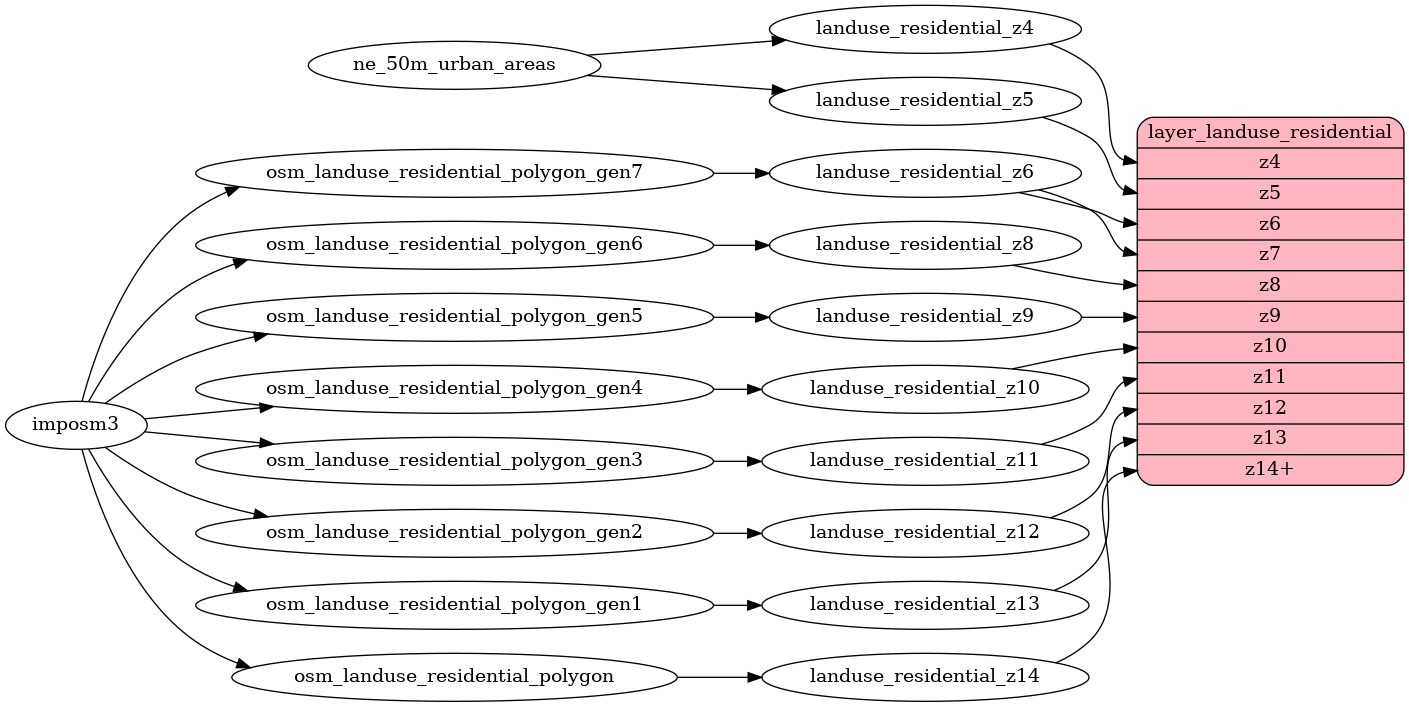 landuse_residential_z4
ne_50m_urban_areas
landuse_residential_z5
layer_landuse_residential
z4
osm_landuse_residential_polygon_gen7
landuse_residential_z6
z5
z6
osm_landuse_residential_polygon_gen6
landuse_residential_z8
z7
z8
osm_landuse_residential_polygon_gen5
landuse_residential_z9
z9
z10
osm_landuse_residential_polygon_gen4
landuse_residential_z10
z11
z12
imposm3
z13
osm_landuse_residential_polygon_gen3
landuse_residential_z11
z14+
osm_landuse_residential_polygon_gen2
landuse_residential_z12
osm_landuse_residential_polygon_gen1
landuse_residential_z13
osm_landuse_residential_polygon
landuse_residential_z14